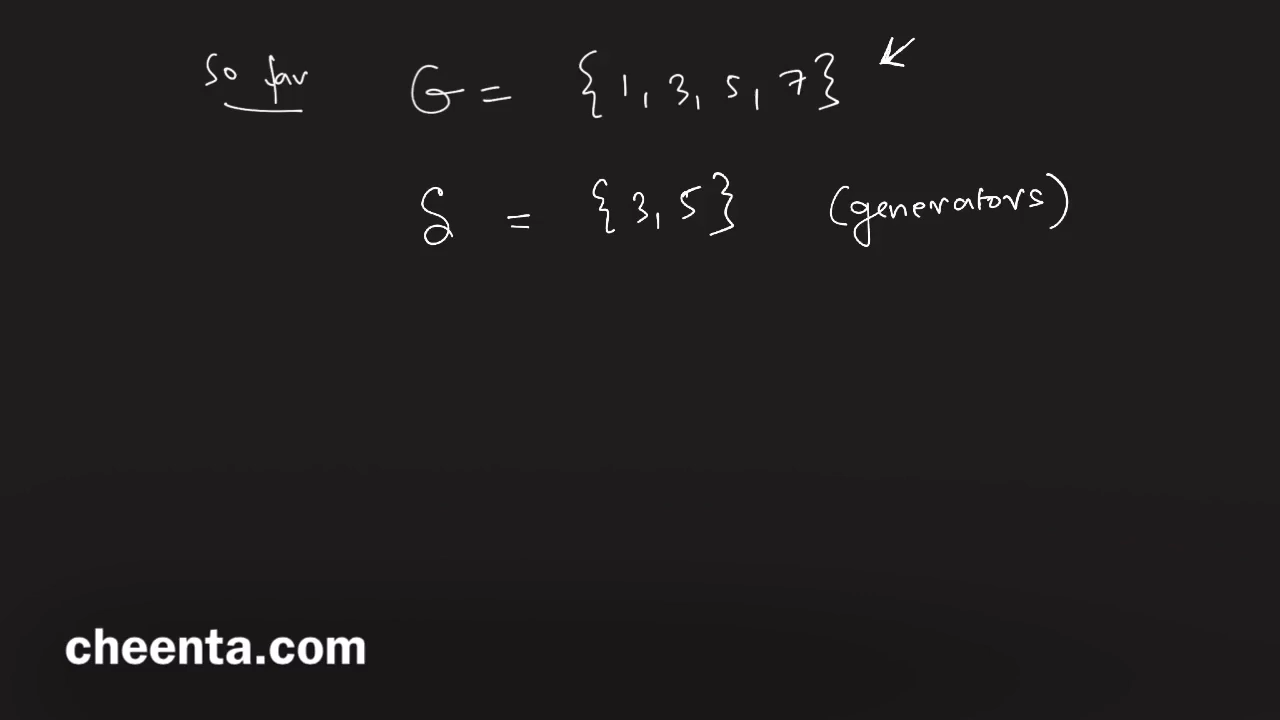 So far G = {1, 3, 5, 7}
S = {3, 5} (generators)
cheenta.com